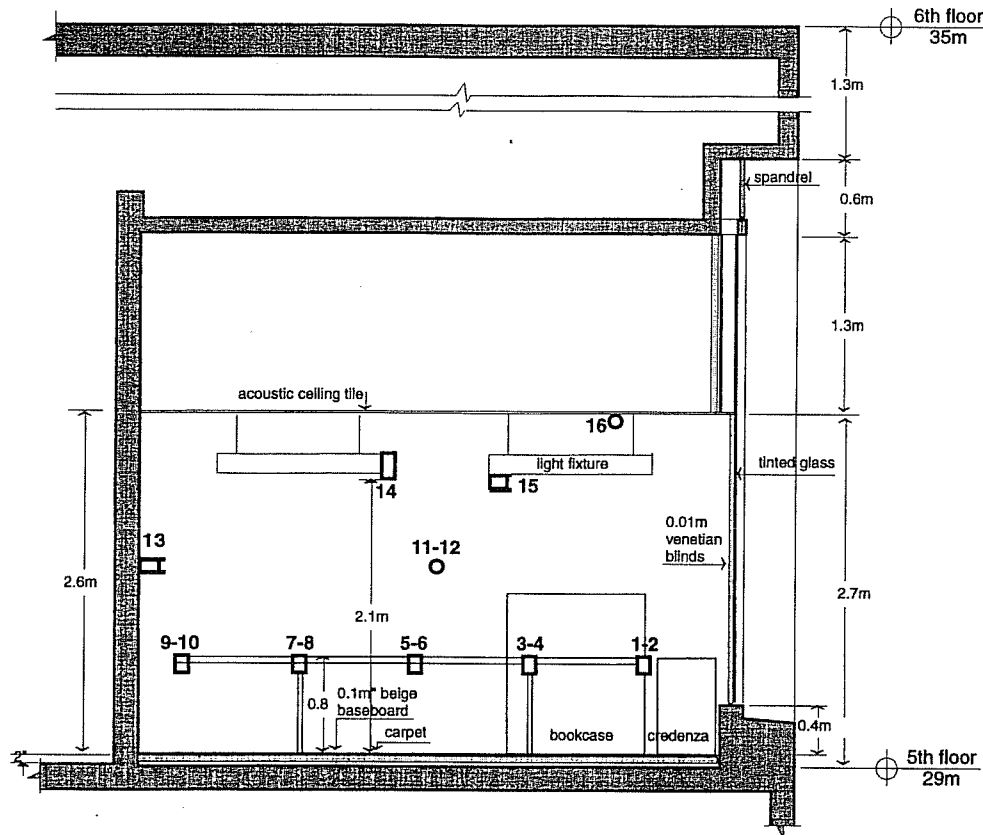 6th floor
35m
1.3m
spandrel
0.6m
1.3m
acoustic ceiling tile
16
light fixture
tinted glass
14
15
13
11-12
0.01m
venetian
blinds
2.6m
2.1m
2.7m
9-10
7-8
5-6
3-4
1-2
0.8
0.1m" beige
baseboard
carpet
bookcase
credenza
0.4m
2"
5th floor
29m